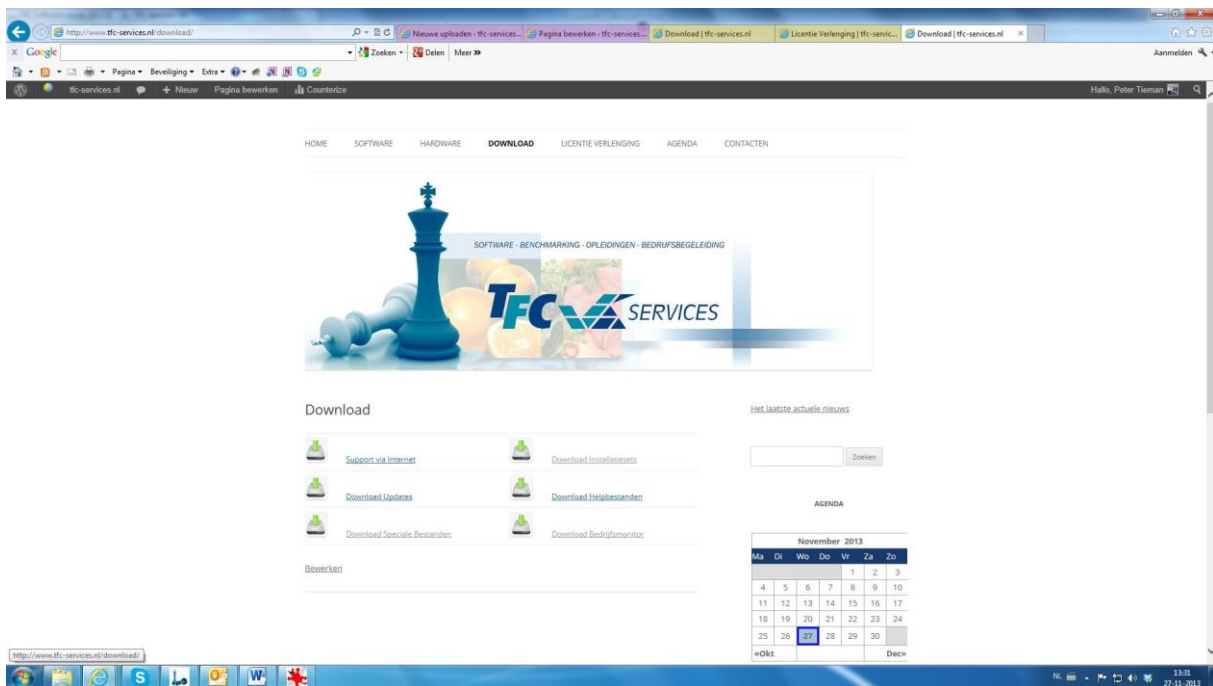 http://www.tfc-services.nl/download/
Nieuwe uploaden ‹ tfc-services...
Pagina bewerken ‹ tfc-services...
Download | tfc-services.nl
Licentie Verlenging | tfc-servic...
Download | tfc-services.nl
x Google Zoeken Delen Meer »
Aanmelden
Pagina Beveiliging Extra
tfc-services.nl + Nieuw Pagina bewerken Counterize
Hallo, Peter Tieman
HOME SOFTWARE HARDWARE DOWNLOAD LICENTIE VERLENGING AGENDA CONTACTEN
SOFTWARE - BENCHMARKING - OPLEIDINGEN - BEDRIJFSBEGELEIDING
TFC SERVICES
Download
Support via Internet Download Installatiesets
Download Updates Download Helpbestanden
Download Speciale Bestanden Download Bedrijfsmonitor
Bewerken
Het laatste actuele nieuws
Zoeken
AGENDA
November 2013
Ma Di Wo Do Vr Za Zo
1 2 3
4 5 6 7 8 9 10
11 12 13 14 15 16 17
18 19 20 21 22 23 24
25 26 27 28 29 30
«Okt Dec»
http://www.tfc-services.nl/download/
NL
13:31
27-11-2013